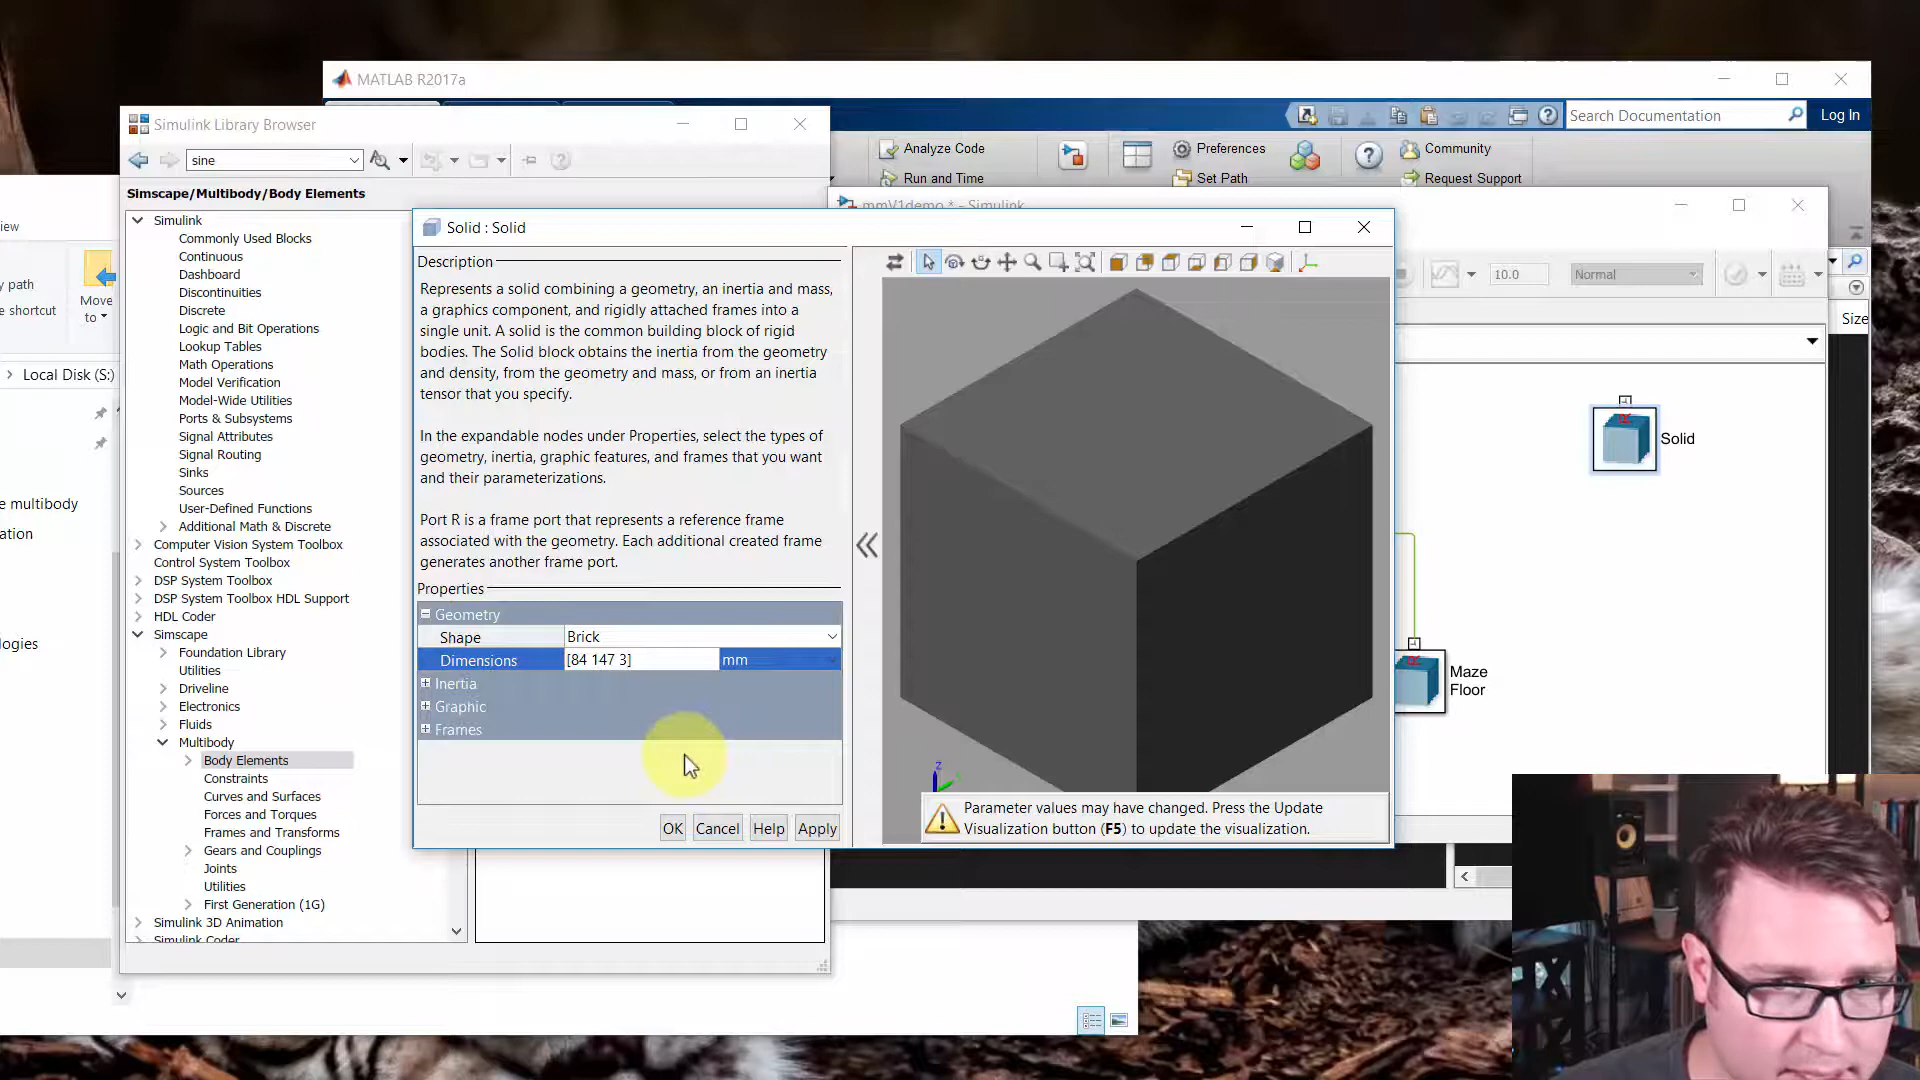 MATLAB R2017a
Search Documentation
Log In
Analyze Code
Run and Time
Preferences
Set Path
Community
Request Support
Simulink Library Browser
sine
Simscape/Multibody/Body Elements
Simulink
Commonly Used Blocks
Continuous
Dashboard
Discontinuities
Discrete
Logic and Bit Operations
Lookup Tables
Math Operations
Model Verification
Model-Wide Utilities
Ports & Subsystems
Signal Attributes
Signal Routing
Sinks
Sources
User-Defined Functions
Additional Math & Discrete
Computer Vision System Toolbox
Control System Toolbox
DSP System Toolbox
DSP System Toolbox HDL Support
HDL Coder
Simscape
Foundation Library
Utilities
Driveline
Electronics
Fluids
Multibody
Body Elements
Constraints
Curves and Surfaces
Forces and Torques
Frames and Transforms
Gears and Couplings
Joints
Utilities
First Generation (1G)
Simulink 3D Animation
Simulink Coder
iew
y path
e shortcut
Move
to
Local Disk (S:)
e multibody
ation
logies
mmV1demo * - Simulink
10.0
Normal
Size
Solid
Maze
Floor
Solid : Solid
Description
Represents a solid combining a geometry, an inertia and mass,
a graphics component, and rigidly attached frames into a
single unit. A solid is the common building block of rigid
bodies. The Solid block obtains the inertia from the geometry
and density, from the geometry and mass, or from an inertia
tensor that you specify.
In the expandable nodes under Properties, select the types of
geometry, inertia, graphic features, and frames that you want
and their parameterizations.
Port R is a frame port that represents a reference frame
associated with the geometry. Each additional created frame
generates another frame port.
Properties
Geometry
Shape Brick
Dimensions [84 147 3] mm
Inertia
Graphic
Frames
OK Cancel Help Apply
z
Parameter values may have changed. Press the Update
Visualization button (F5) to update the visualization.